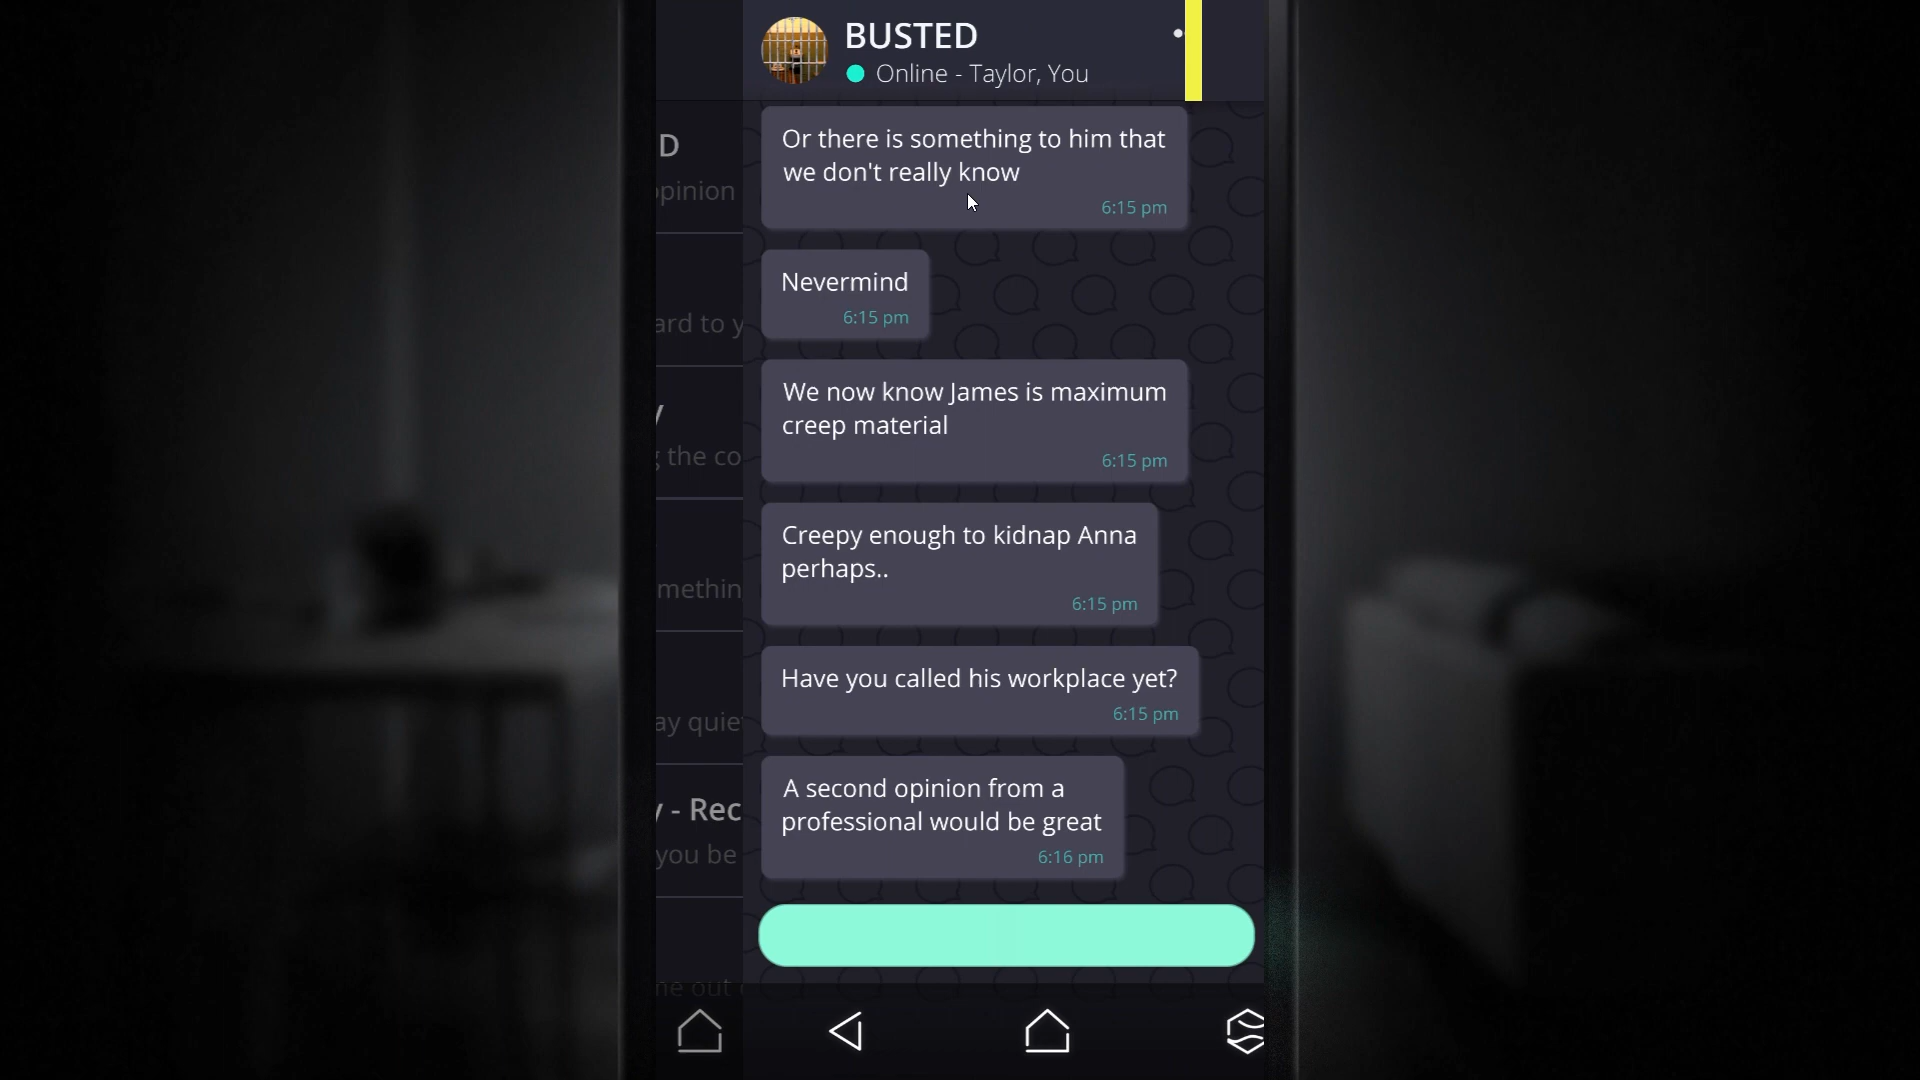 BUSTED
Online - Taylor, You
Or there is something to him that
we don't really know
6:15 pm
Nevermind
6:15 pm
We now know James is maximum
creep material
6:15 pm
Creepy enough to kidnap Anna
perhaps..
6:15 pm
Have you called his workplace yet?
6:15 pm
A second opinion from a
professional would be great
6:16 pm
D
opinion
ard to y
y
g the co
methin
ay quie
y - Rec
you be
me out